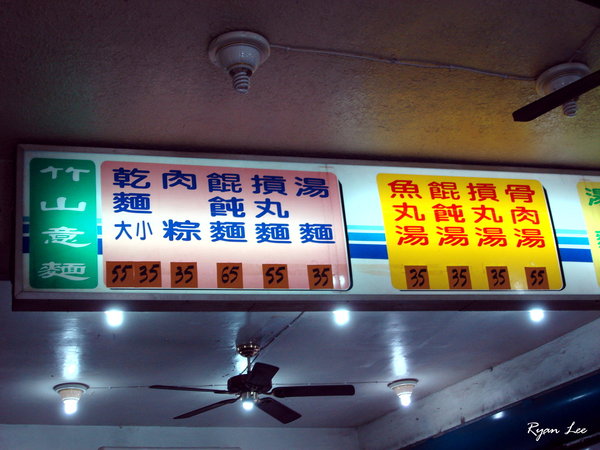 竹山意麵
乾麵 大小 55 35
肉粽 35
餛飩麵 65
摃丸麵 55
湯麵 35
魚丸湯 35
餛飩湯 35
摃丸湯 35
骨肉湯 55
Ryan Lee